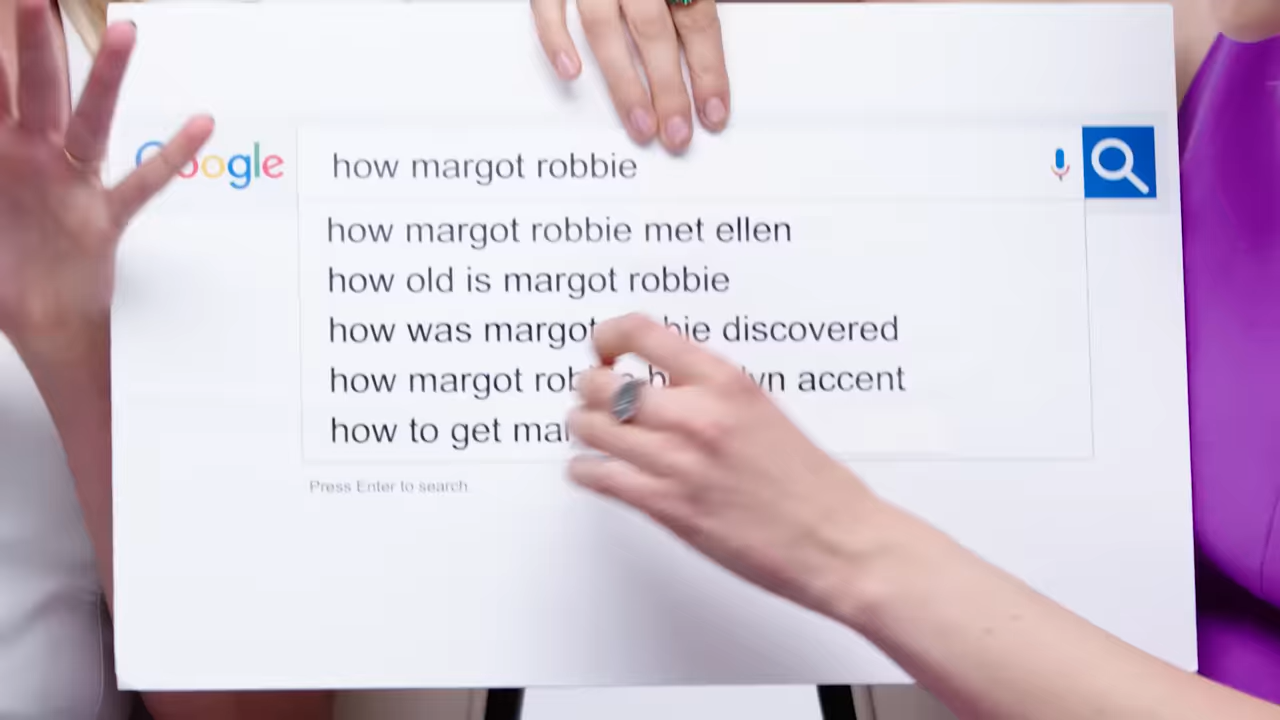 Google how margot robbie
how margot robbie met ellen
how old is margot robbie
how was margot discovered
how margot accent
how to get
Press Enter to search.